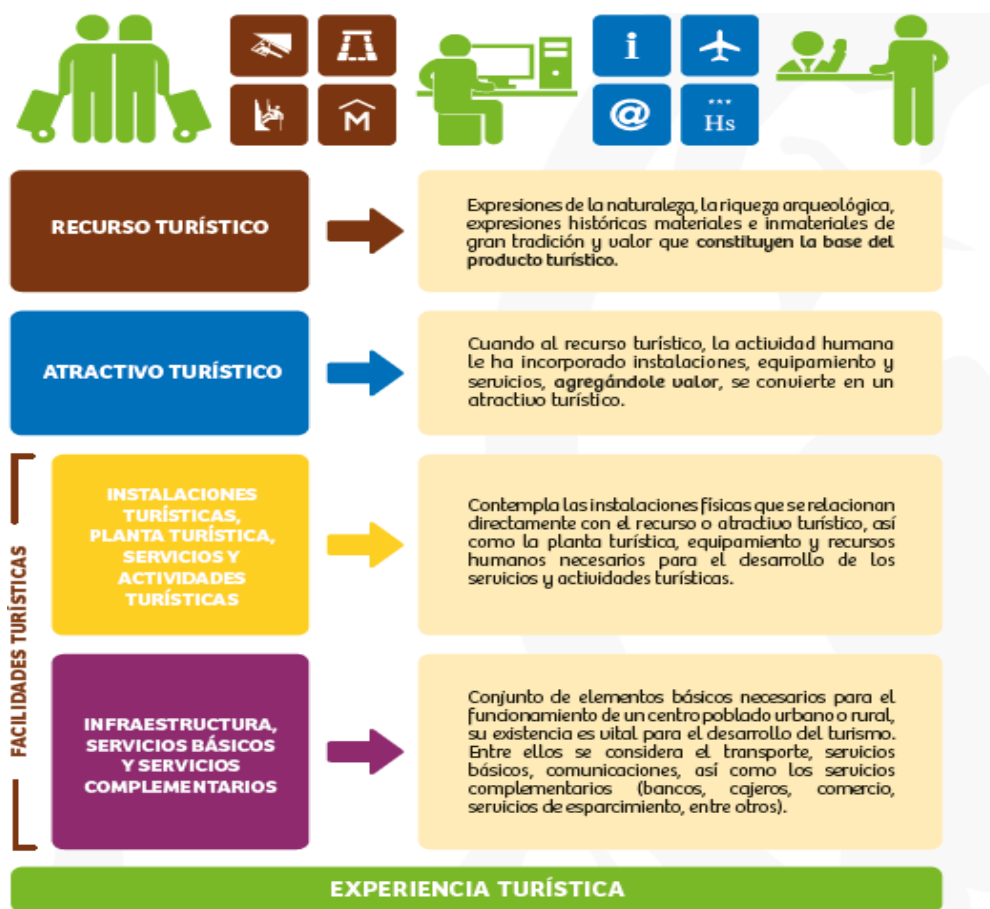 i
@
Hs
M
RECURSO TURÍSTICO
Expresiones de la naturaleza, la riqueza arqueológica,
expresiones históricas materiales e inmateriales de
gran tradición y valor que constituyen la base del
producto turístico.
ATRACTIVO TURÍSTICO
Cuando al recurso turístico, la actividad humana
le ha incorporado instalaciones, equipamiento y
servicios, agregándole valor, se convierte en un
atractivo turístico.
FACILIDADES TURÍSTICAS
INSTALACIONES
TURÍSTICAS,
PLANTA TURÍSTICA,
SERVICIOS Y
ACTIVIDADES
TURÍSTICAS
Contempla las instalaciones físicas que se relacionan
directamente con el recurso o atractivo turístico, así
como la planta turística, equipamiento y recursos
humanos necesarios para el desarrollo de los
servicios y actividades turísticas.
INFRAESTRUCTURA,
SERVICIOS BÁSICOS
Y SERVICIOS
COMPLEMENTARIOS
Conjunto de elementos básicos necesarios para el
funcionamiento de un centro poblado urbano o rural,
su existencia es vital para el desarrollo del turismo.
Entre ellos se considera el transporte, servicios
básicos, comunicaciones, así como los servicios
complementarios (bancos, cajeros, comercio,
servicios de esparcimiento, entre otros).
EXPERIENCIA TURÍSTICA